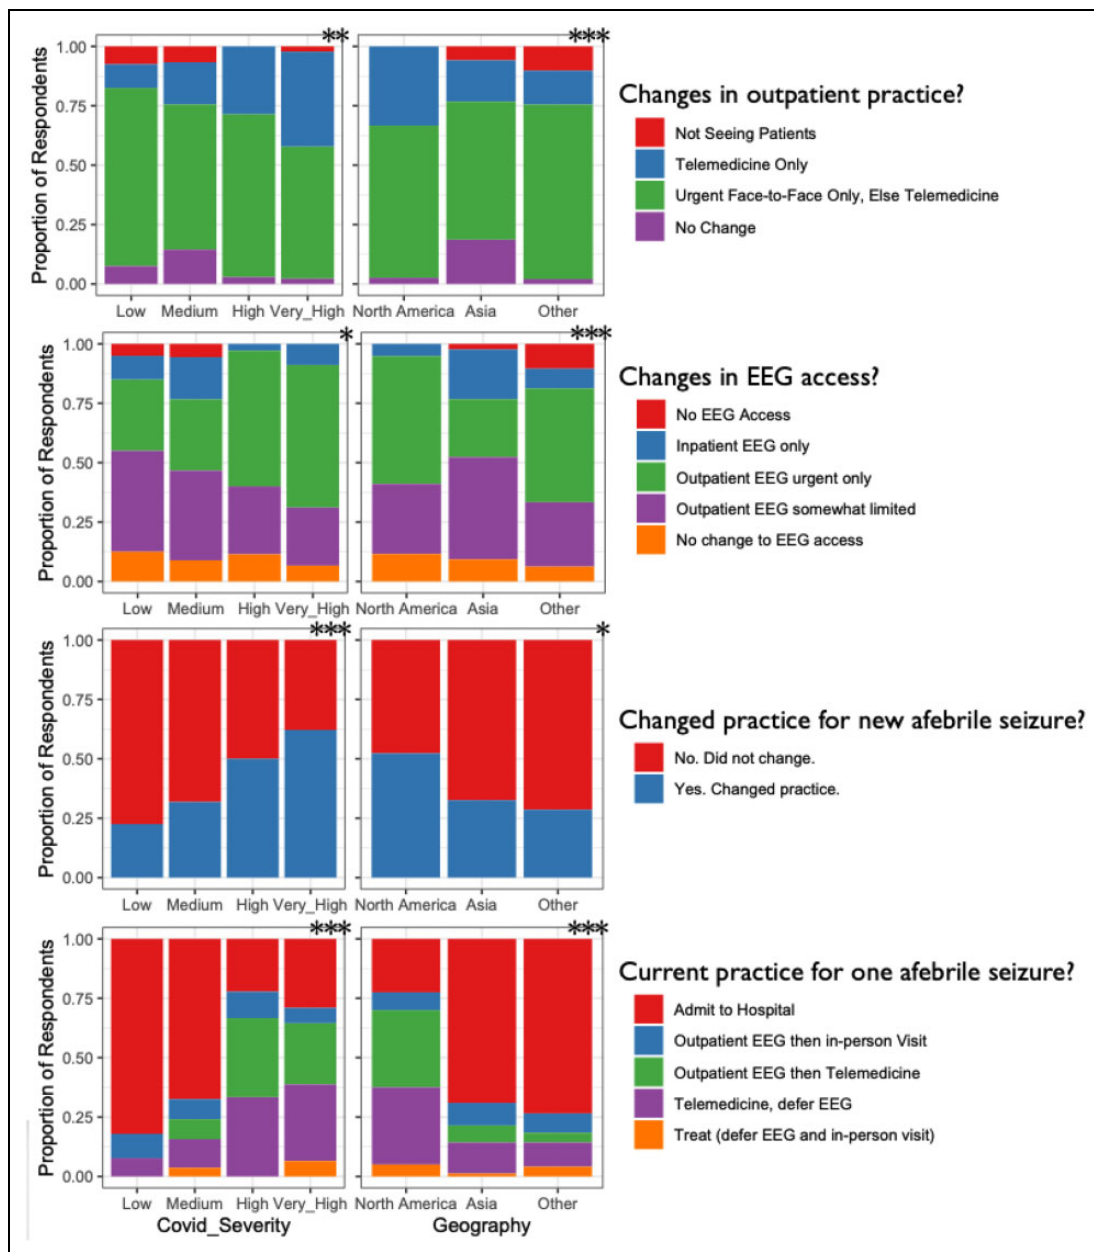 ** ***
Proportion of Respondents
1.00
0.75
0.50
0.25
0.00
Low Medium High Very_High North America Asia Other
Changes in outpatient practice?
Not Seeing Patients
Telemedicine Only
Urgent Face-to-Face Only, Else Telemedicine
No Change
* ***
Proportion of Respondents
1.00
0.75
0.50
0.25
0.00
Low Medium High Very_High North America Asia Other
Changes in EEG access?
No EEG Access
Inpatient EEG only
Outpatient EEG urgent only
Outpatient EEG somewhat limited
No change to EEG access
*** *
Proportion of Respondents
1.00
0.75
0.50
0.25
0.00
Low Medium High Very_High North America Asia Other
Changed practice for new afebrile seizure?
No. Did not change.
Yes. Changed practice.
*** ***
Proportion of Respondents
1.00
0.75
0.50
0.25
0.00
Low Medium High Very_High North America Asia Other
Covid_Severity Geography
Current practice for one afebrile seizure?
Admit to Hospital
Outpatient EEG then in-person Visit
Outpatient EEG then Telemedicine
Telemedicine, defer EEG
Treat (defer EEG and in-person visit)